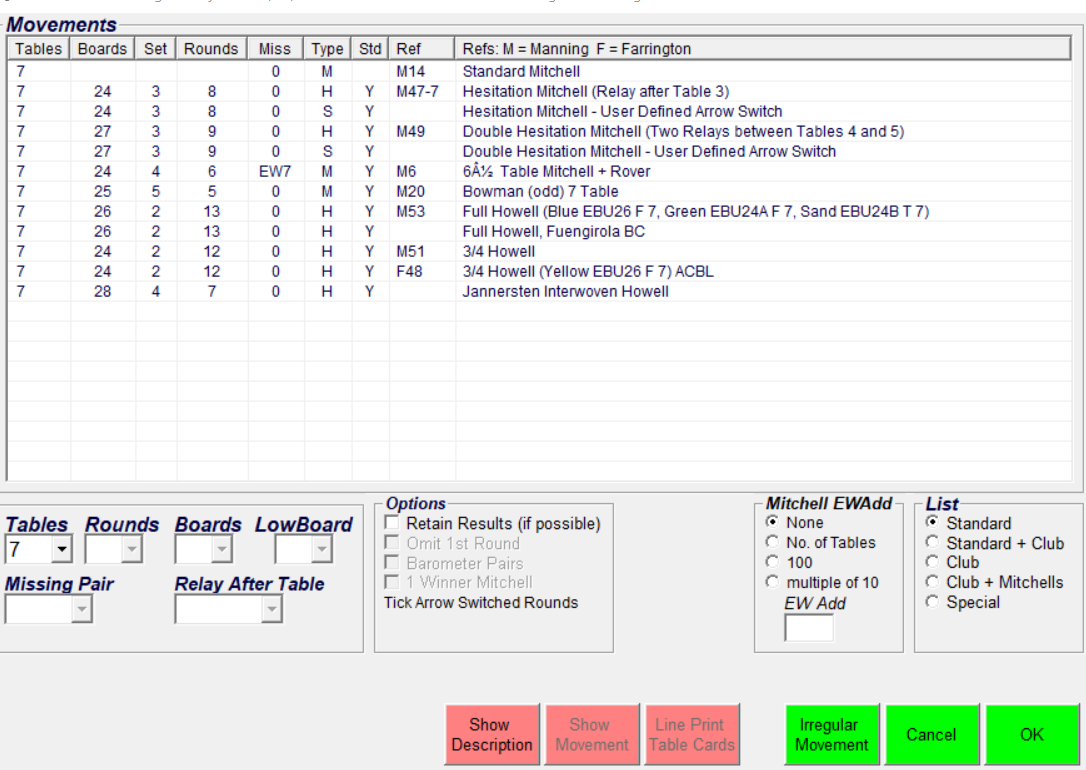 Movements
Tables Boards Set Rounds Miss Type Std Ref Refs: M = Manning F = Farrington
7 0 M M14 Standard Mitchell
7 24 3 8 0 H Y M47-7 Hesitation Mitchell (Relay after Table 3)
7 24 3 8 0 S Y Hesitation Mitchell - User Defined Arrow Switch
7 27 3 9 0 H Y M49 Double Hesitation Mitchell (Two Relays between Tables 4 and 5)
7 27 3 9 0 S Y Double Hesitation Mitchell - User Defined Arrow Switch
7 24 4 6 EW7 M Y M6 6Â½ Table Mitchell + Rover
7 25 5 5 0 M Y M20 Bowman (odd) 7 Table
7 26 2 13 0 H Y M53 Full Howell (Blue EBU26 F 7, Green EBU24A F 7, Sand EBU24B T 7)
7 26 2 13 0 H Y Full Howell, Fuengirola BC
7 24 2 12 0 H Y M51 3/4 Howell
7 24 2 12 0 H Y F48 3/4 Howell (Yellow EBU26 F 7) ACBL
7 28 4 7 0 H Y Jannersten Interwoven Howell
Tables Rounds Boards LowBoard
7
Missing Pair Relay After Table
Options
Retain Results (if possible)
Omit 1st Round
Barometer Pairs
1 Winner Mitchell
Tick Arrow Switched Rounds
Mitchell EWAdd
None
No. of Tables
100
multiple of 10
EW Add
List
Standard
Standard + Club
Club
Club + Mitchells
Special
Show
Description
Show
Movement
Line Print
Table Cards
Irregular
Movement
Cancel
OK